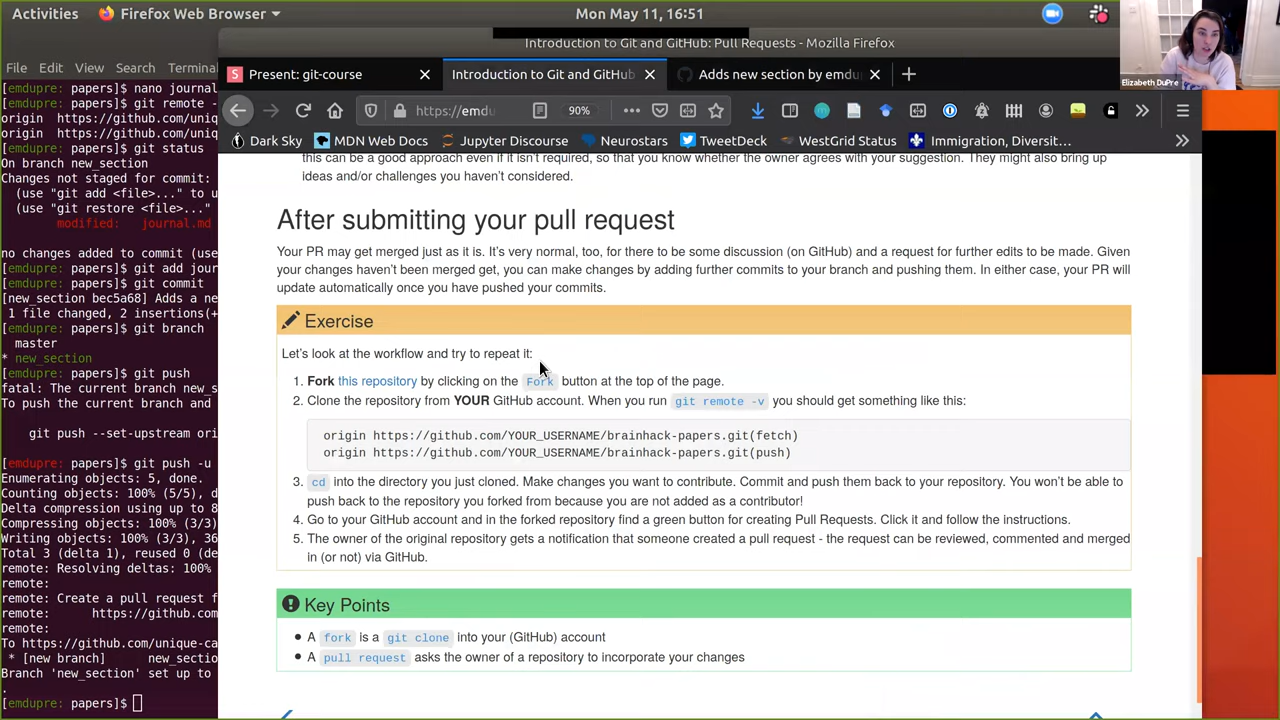 Activities
Firefox Web Browser
Mon May 11, 16:51
Introduction to Git and GitHub: Pull Requests - Mozilla Firefox
Elizabeth DuPre
File Edit View Search Terminal
Present: git-course
Introduction to Git and GitHub
Adds new section by emdu
https://emdu
90%
Dark Sky
MDN Web Docs
Jupyter Discourse
Neurostars
TweetDeck
WestGrid Status
Immigration, Diversit…
[emdupre: papers]$ nano journal
[emdupre: papers]$ git remote -
origin https://github.com/uniq
origin https://github.com/uniq
[emdupre: papers]$ git status
On branch new_section
Changes not staged for commit:
(use "git add <file>..." to u
(use "git restore <file>..."
modified: journal.md
no changes added to commit (use
[emdupre: papers]$ git add jour
[emdupre: papers]$ git commit
[new_section bec5a68] Adds a ne
1 file changed, 2 insertions(+
[emdupre: papers]$ git branch
master
* new_section
[emdupre: papers]$ git push
fatal: The current branch new_s
To push the current branch and
git push --set-upstream ori
[emdupre: papers]$ git push -u
Enumerating objects: 5, done.
Counting objects: 100% (5/5), d
Delta compression using up to 8
Compressing objects: 100% (3/3)
Writing objects: 100% (3/3), 36
Total 3 (delta 1), reused 0 (de
remote: Resolving deltas: 100%
remote:
remote: Create a pull request f
remote: https://github.com
remote:
To https://github.com/unique-ca
* [new branch] new_sectio
Branch 'new_section' set up to
.
[emdupre: papers]$
this can be a good approach even if it isn't required, so that you know whether the owner agrees with your suggestion. They might also bring up
ideas and/or challenges you haven't considered.
After submitting your pull request
Your PR may get merged just as it is. It's very normal, too, for there to be some discussion (on GitHub) and a request for further edits to be made. Given
your changes haven't been merged get, you can make changes by adding further commits to your branch and pushing them. In either case, your PR will
update automatically once you have pushed your commits.
Exercise
Let's look at the workflow and try to repeat it:
1. Fork this repository by clicking on the Fork button at the top of the page.
2. Clone the repository from YOUR GitHub account. When you run git remote -v you should get something like this:
origin https://github.com/YOUR_USERNAME/brainhack-papers.git(fetch)
origin https://github.com/YOUR_USERNAME/brainhack-papers.git(push)
3. cd into the directory you just cloned. Make changes you want to contribute. Commit and push them back to your repository. You won't be able to
push back to the repository you forked from because you are not added as a contributor!
4. Go to your GitHub account and in the forked repository find a green button for creating Pull Requests. Click it and follow the instructions.
5. The owner of the original repository gets a notification that someone created a pull request - the request can be reviewed, commented and merged
in (or not) via GitHub.
Key Points
• A fork is a git clone into your (GitHub) account
• A pull request asks the owner of a repository to incorporate your changes